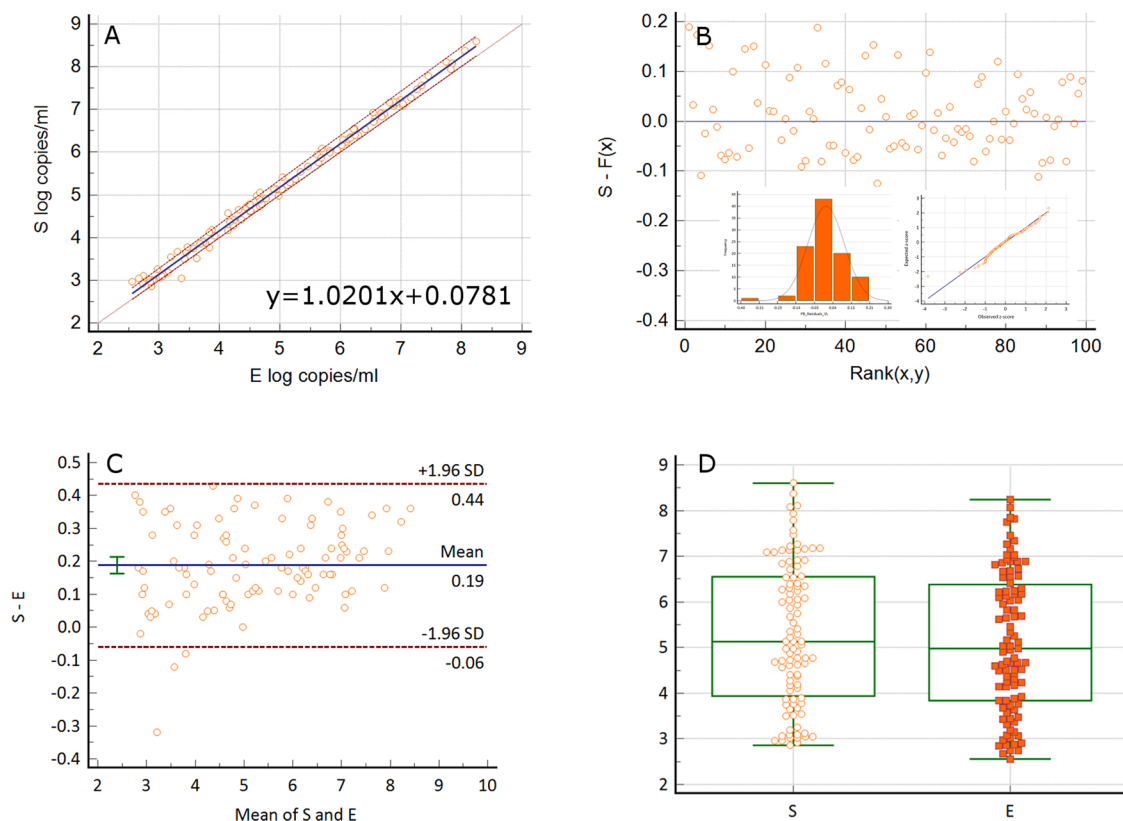 A
9
8
7
6
5
4
3
2
S log copies/ml
y=1.0201x+0.0781
2 3 4 5 6 7 8 9
E log copies/ml
B
0.2
0.1
0.0
-0.1
-0.2
-0.3
-0.4
S - F(x)
Frequency
Expected z-score
Observed z-score
0 20 40 60 80 100
Rank(x,y)
C
0.5
0.4
0.3
0.2
0.1
0.0
-0.1
-0.2
-0.3
-0.4
S - E
+1.96 SD
0.44
Mean
0.19
-1.96 SD
-0.06
2 3 4 5 6 7 8 9 10
Mean of S and E
D
9
8
7
6
5
4
3
2
S E